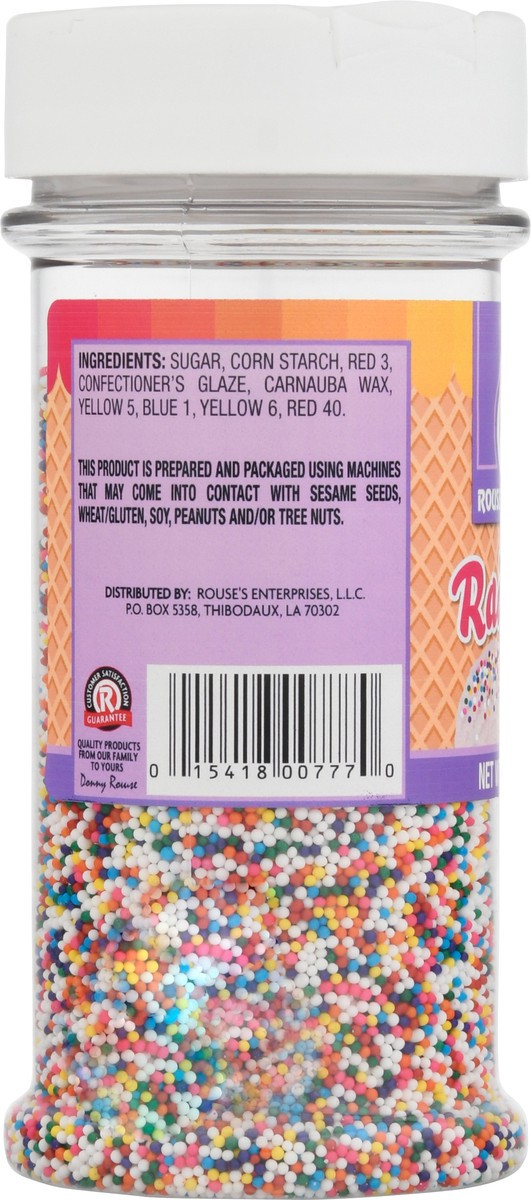 INGREDIENTS: SUGAR, CORN STARCH, RED 3,
CONFECTIONER'S GLAZE, CARNAUBA WAX,
YELLOW 5, BLUE 1, YELLOW 6, RED 40.
THIS PRODUCT IS PREPARED AND PACKAGED USING MACHINES
THAT MAY COME INTO CONTACT WITH SESAME SEEDS,
WHEAT/GLUTEN, SOY, PEANUTS AND/OR TREE NUTS.
DISTRIBUTED BY: ROUSE'S ENTERPRISES, L.L.C.
P.O. BOX 5358, THIBODAUX, LA 70302
CUSTOMER SATISFACTION
R
GUARANTEE
QUALITY PRODUCTS
FROM OUR FAMILY
TO YOURS
Donny Rouse
0 15418 00777 0
ROUS
Ra
NET